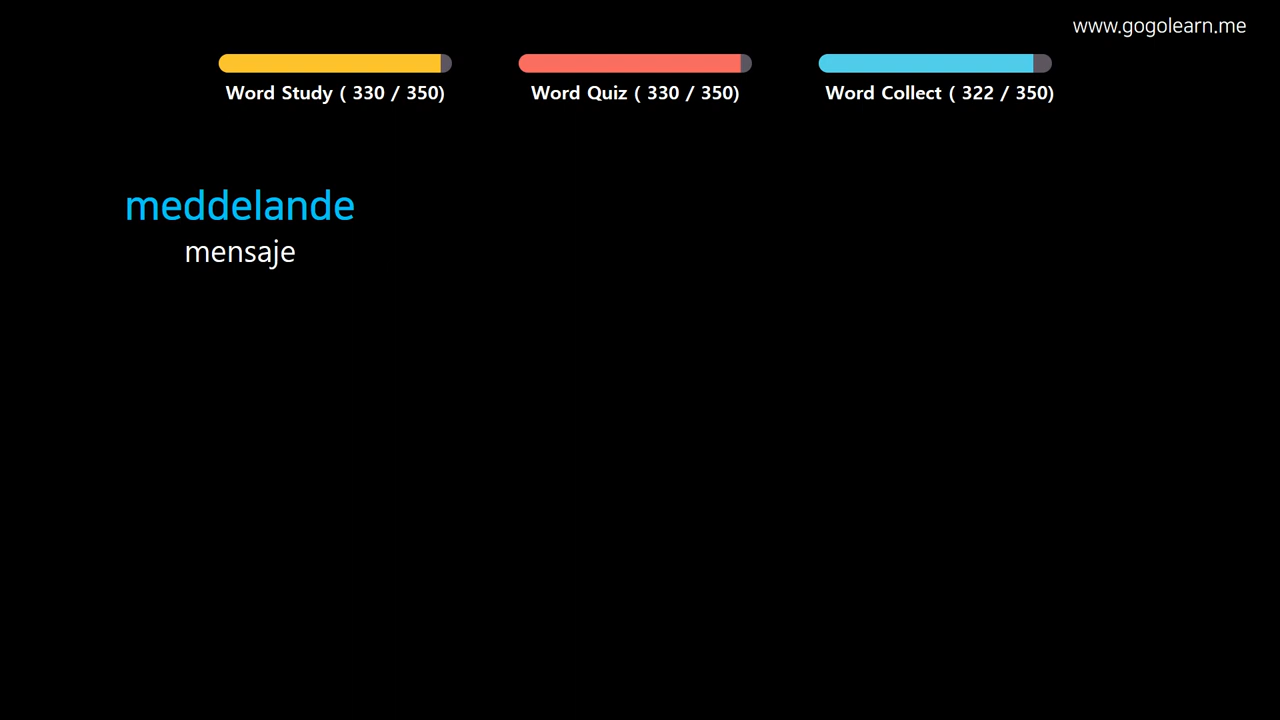 www.gogolearn.me
Word Study ( 330 / 350)
Word Quiz ( 330 / 350)
Word Collect ( 322 / 350)
meddelande
mensaje